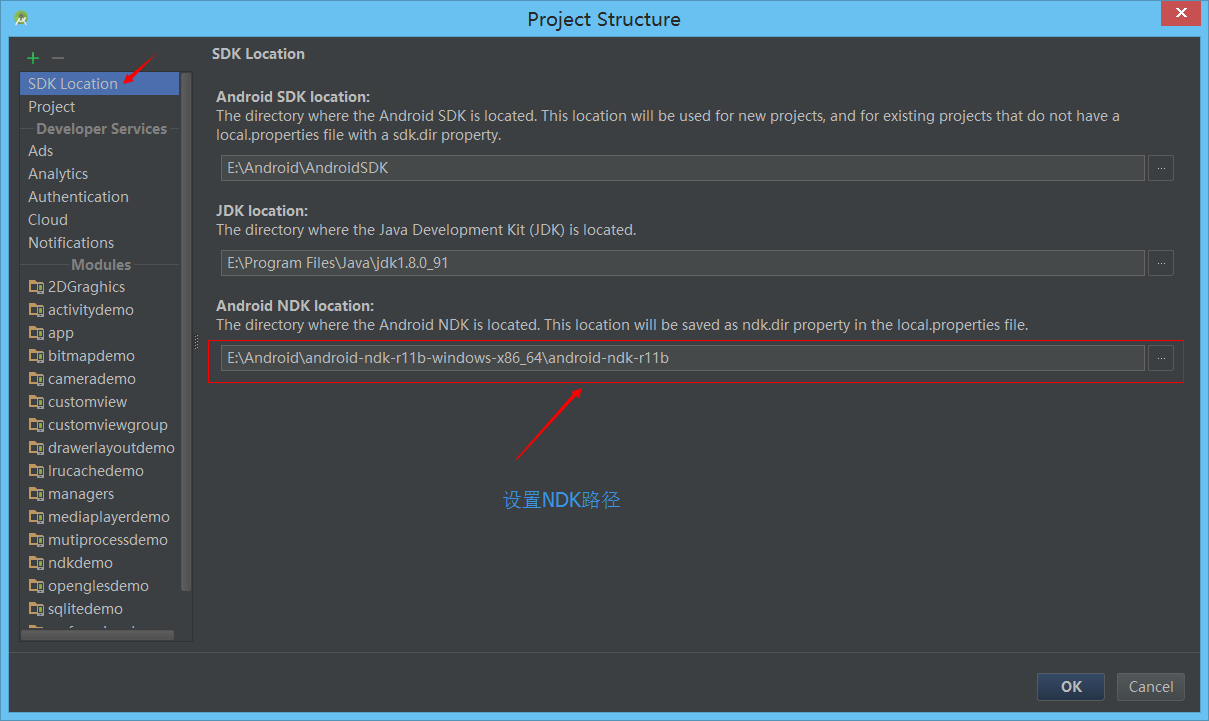 Project Structure
SDK Location
Project
Developer Services
Ads
Analytics
Authentication
Cloud
Notifications
Modules
2DGraghics
activitydemo
app
bitmapdemo
camerademo
customview
customviewgroup
drawerlayoutdemo
lrucachedemo
managers
mediaplayerdemo
mutiprocessdemo
ndkdemo
openglesdemo
sqlitedemo
SDK Location
Android SDK location:
The directory where the Android SDK is located. This location will be used for new projects, and for existing projects that do not have a
local.properties file with a sdk.dir property.
E:\Android\AndroidSDK
...
JDK location:
The directory where the Java Development Kit (JDK) is located.
E:\Program Files\Java\jdk1.8.0_91
...
Android NDK location:
The directory where the Android NDK is located. This location will be saved as ndk.dir property in the local.properties file.
E:\Android\android-ndk-r11b-windows-x86_64\android-ndk-r11b
...
设置NDK路径
OK
Cancel